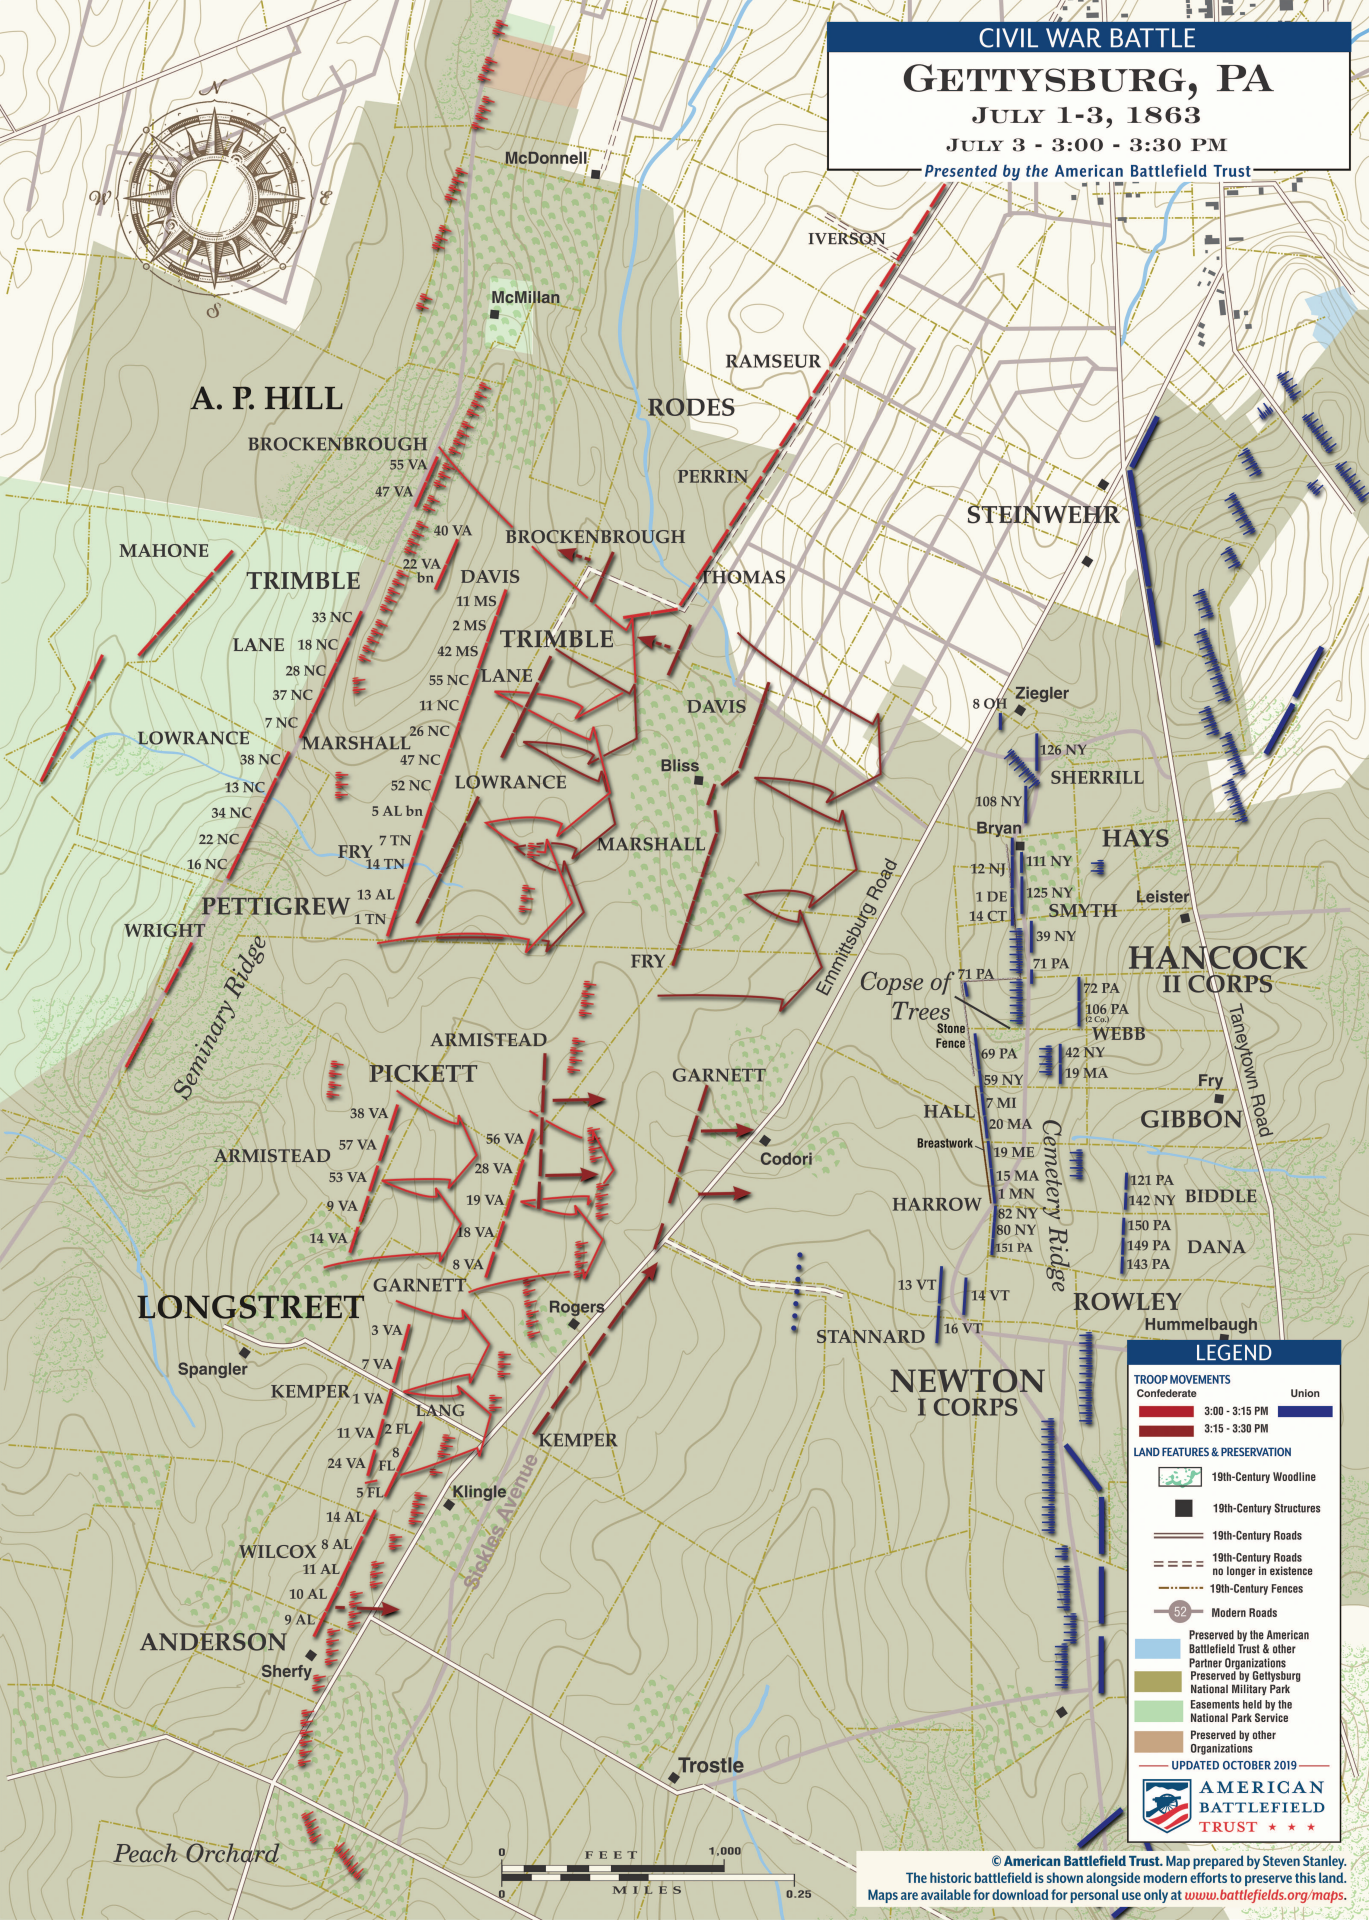 CIVIL WAR BATTLE
GETTYSBURG, PA
JULY 1-3, 1863
JULY 3 - 3:00 - 3:30 PM
Presented by the American Battlefield Trust
N
W
E
S
McDonnell
IVERSON
McMillan
RAMSEUR
A. P. HILL
RODES
BROCKENBROUGH
55 VA
47 VA
PERRIN
STEINWEHR
40 VA
BROCKENBROUGH
MAHONE
22 VA
bn
TRIMBLE
DAVIS
THOMAS
11 MS
33 NC
2 MS
TRIMBLE
LANE
18 NC
42 MS
28 NC
55 NC
LANE
37 NC
11 NC
DAVIS
8 OH
Ziegler
7 NC
26 NC
LOWRANCE
MARSHALL
126 NY
38 NC
47 NC
Bliss
SHERRILL
13 NC
52 NC
LOWRANCE
108 NY
34 NC
5 AL bn
Bryan
22 NC
7 TN
MARSHALL
HAYS
FRY
16 NC
14 TN
111 NY
12 NJ
13 AL
1 DE
125 NY
Leister
PETTIGREW
1 TN
14 CT
SMYTH
WRIGHT
39 NY
Emmittsburg Road
Seminary Ridge
FRY
71 PA
71 PA
HANCOCK
II CORPS
Copse of
Trees
72 PA
106 PA
(2 Co.)
Stone
Fence
WEBB
Taneytown Road
ARMISTEAD
69 PA
42 NY
PICKETT
GARNETT
59 NY
19 MA
Fry
38 VA
HALL
7 MI
GIBBON
56 VA
20 MA
57 VA
ARMISTEAD
Breastwork
19 ME
Codori
53 VA
28 VA
15 MA
121 PA
9 VA
19 VA
HARROW
1 MN
142 NY
BIDDLE
Cemetery Ridge
82 NY
14 VA
18 VA
80 NY
150 PA
151 PA
149 PA
DANA
8 VA
143 PA
GARNETT
13 VT
14 VT
LONGSTREET
Rogers
ROWLEY
3 VA
STANNARD
16 VT
Hummelbaugh
Spangler
7 VA
NEWTON
I CORPS
KEMPER
1 VA
LANG
11 VA
2 FL
KEMPER
24 VA
8
FL
5 FL
Klingle
Sickles Avenue
14 AL
WILCOX
8 AL
11 AL
10 AL
9 AL
ANDERSON
Sherfy
Trostle
Peach Orchard
LEGEND
TROOP MOVEMENTS
Confederate
Union
3:00 - 3:15 PM
3:15 - 3:30 PM
LAND FEATURES & PRESERVATION
19th-Century Woodline
19th-Century Structures
19th-Century Roads
19th-Century Roads
no longer in existence
19th-Century Fences
52
Modern Roads
Preserved by the American
Battlefield Trust & other
Partner Organizations
Preserved by Gettysburg
National Military Park
Easements held by the
National Park Service
Preserved by other
Organizations
UPDATED OCTOBER 2019
AMERICAN
BATTLEFIELD
TRUST
0 FEET 1,000
0 MILES 0.25
© American Battlefield Trust. Map prepared by Steven Stanley.
The historic battlefield is shown alongside modern efforts to preserve this land.
Maps are available for download for personal use only at www.battlefields.org/maps.